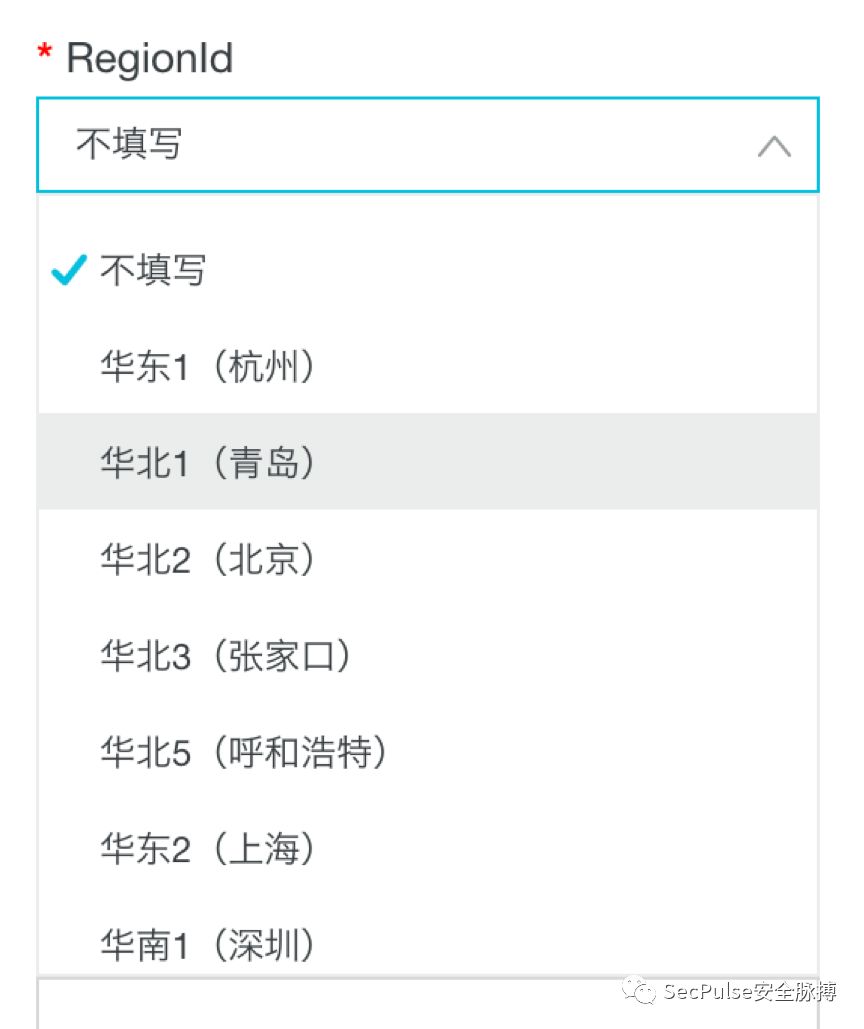 * RegionId
不填写
不填写
华东1（杭州）
华北1（青岛）
华北2（北京）
华北3（张家口）
华北5（呼和浩特）
华东2（上海）
华南1（深圳）
SecPulse安全脉搏